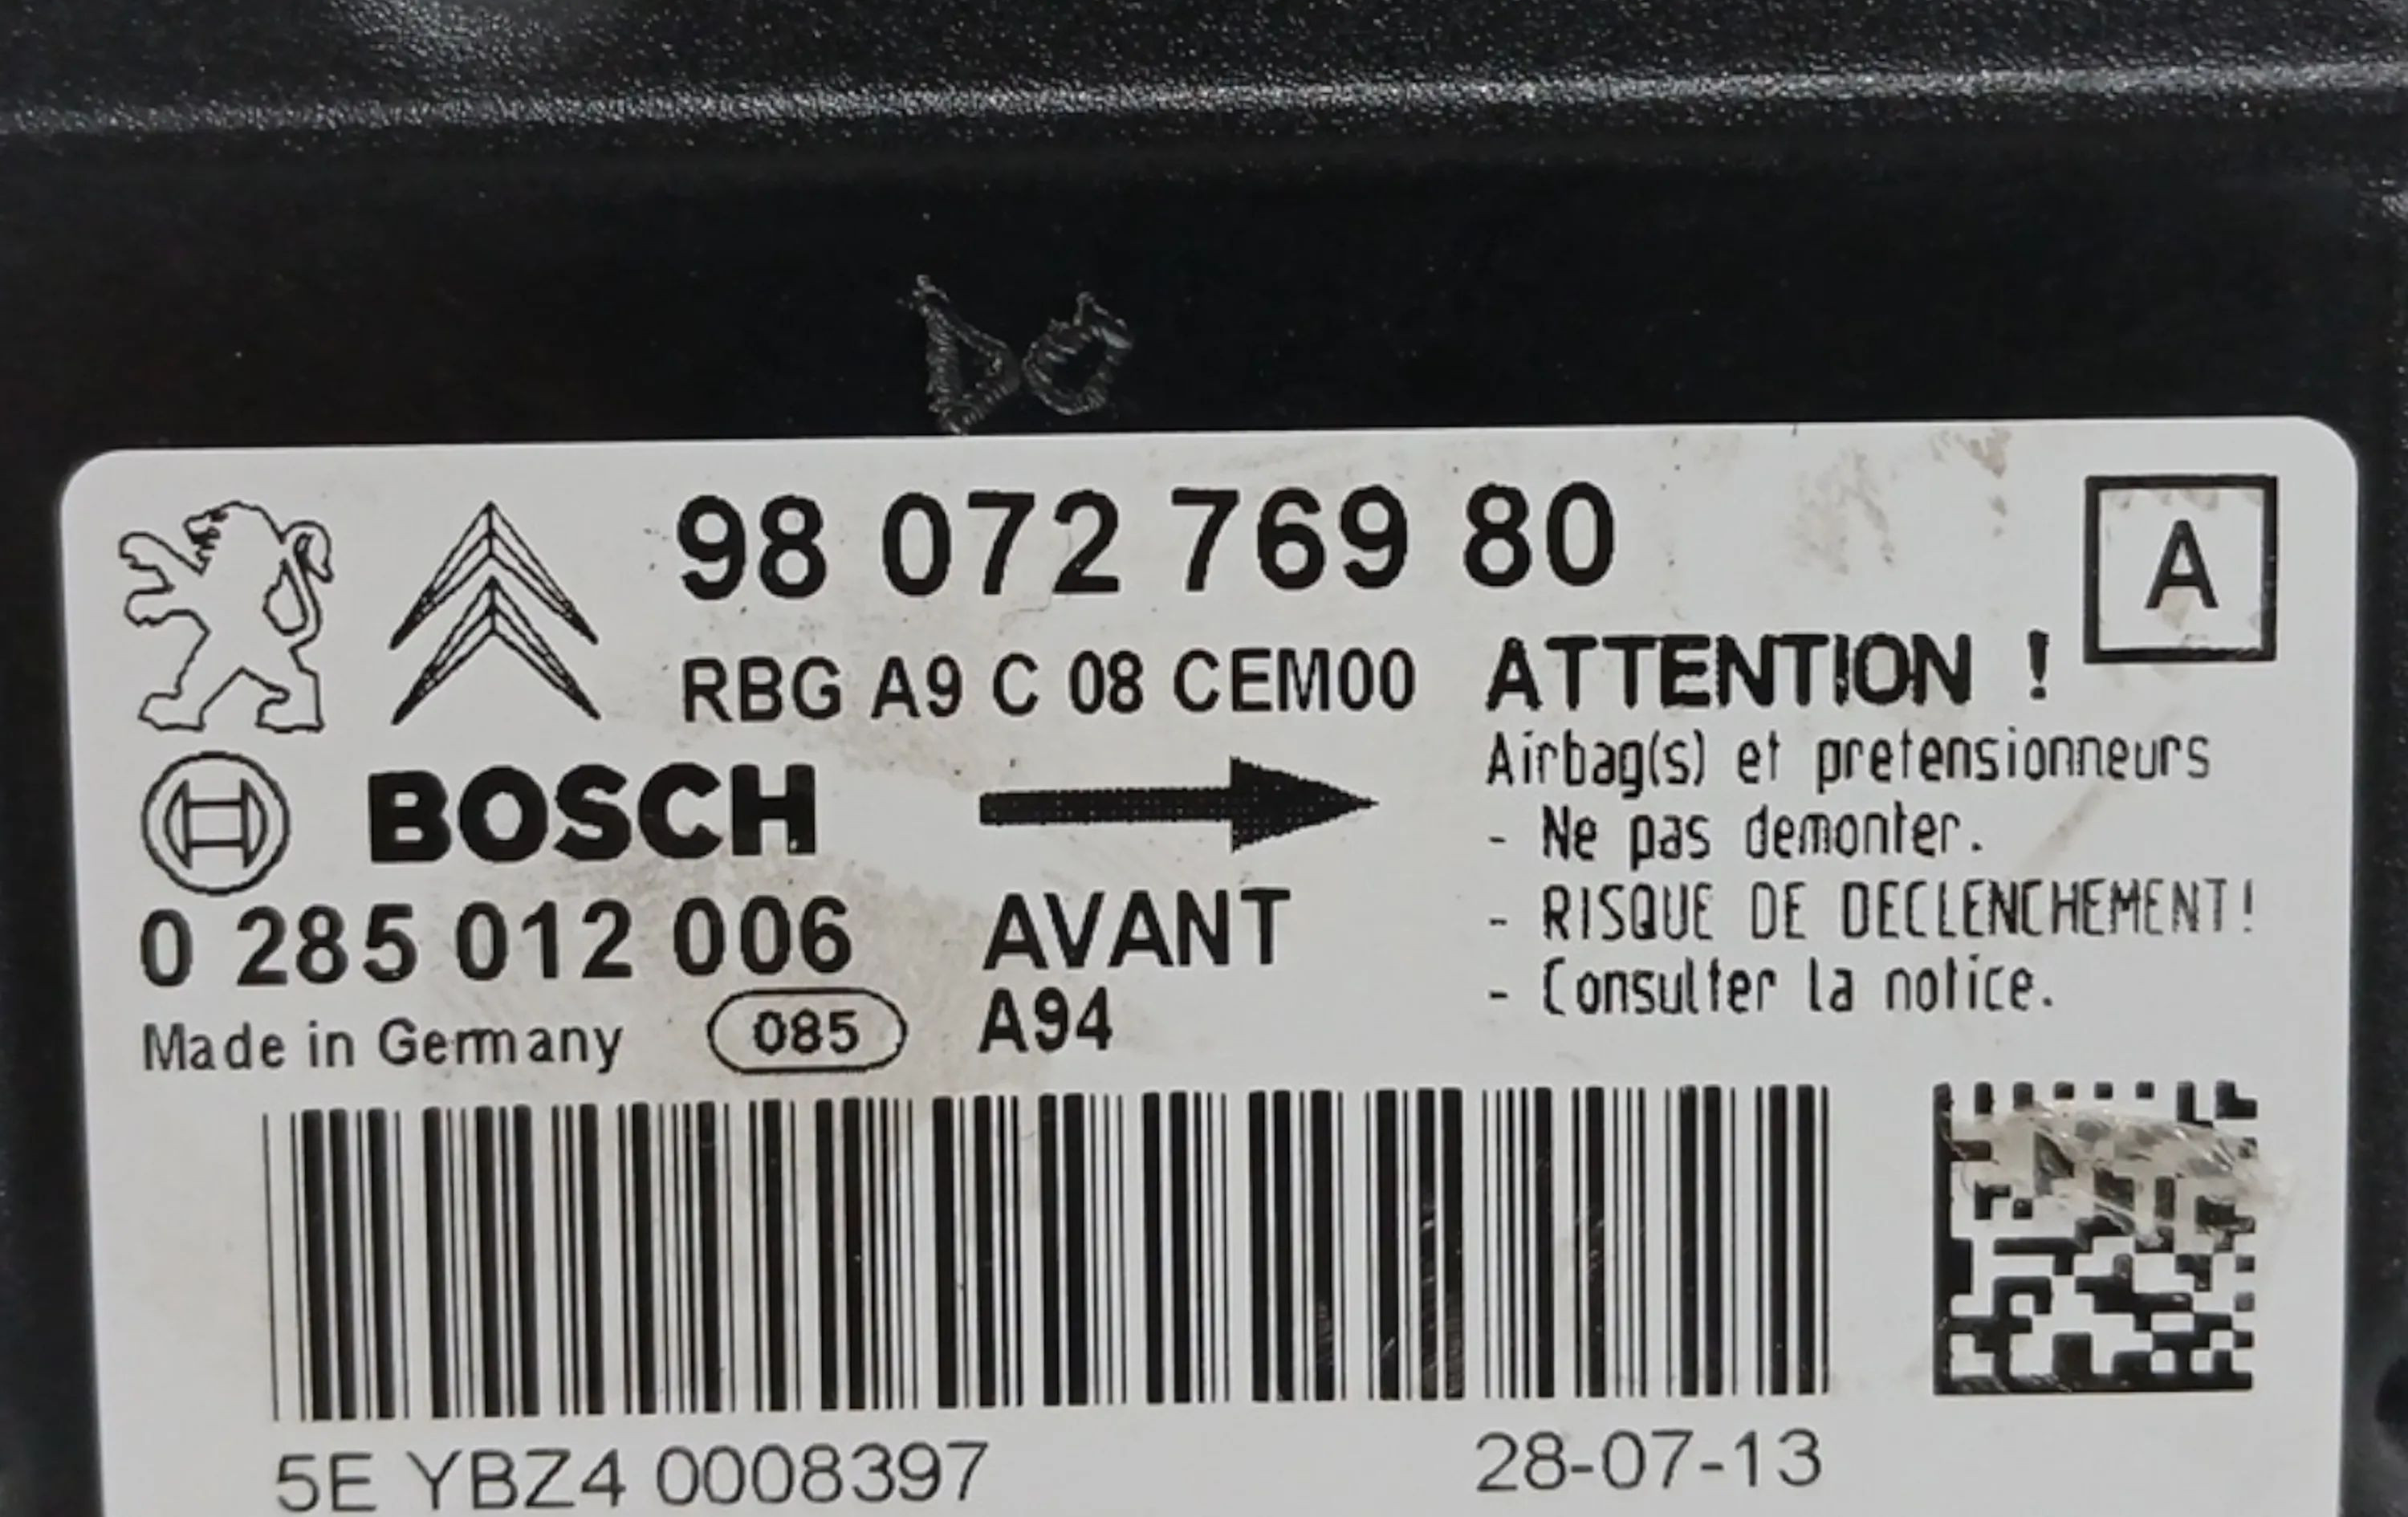 DO
98 072 769 80
A
RBG A9 C 08 CEM00
ATTENTION !
BOSCH
Airbag(s) et pretensionneurs
- Ne pas demonter.
0 285 012 006
AVANT
- RISQUE DE DECLENCHEMENT!
- Consulter la notice.
Made in Germany
085
A94
5E YBZ4 0008397
28-07-13